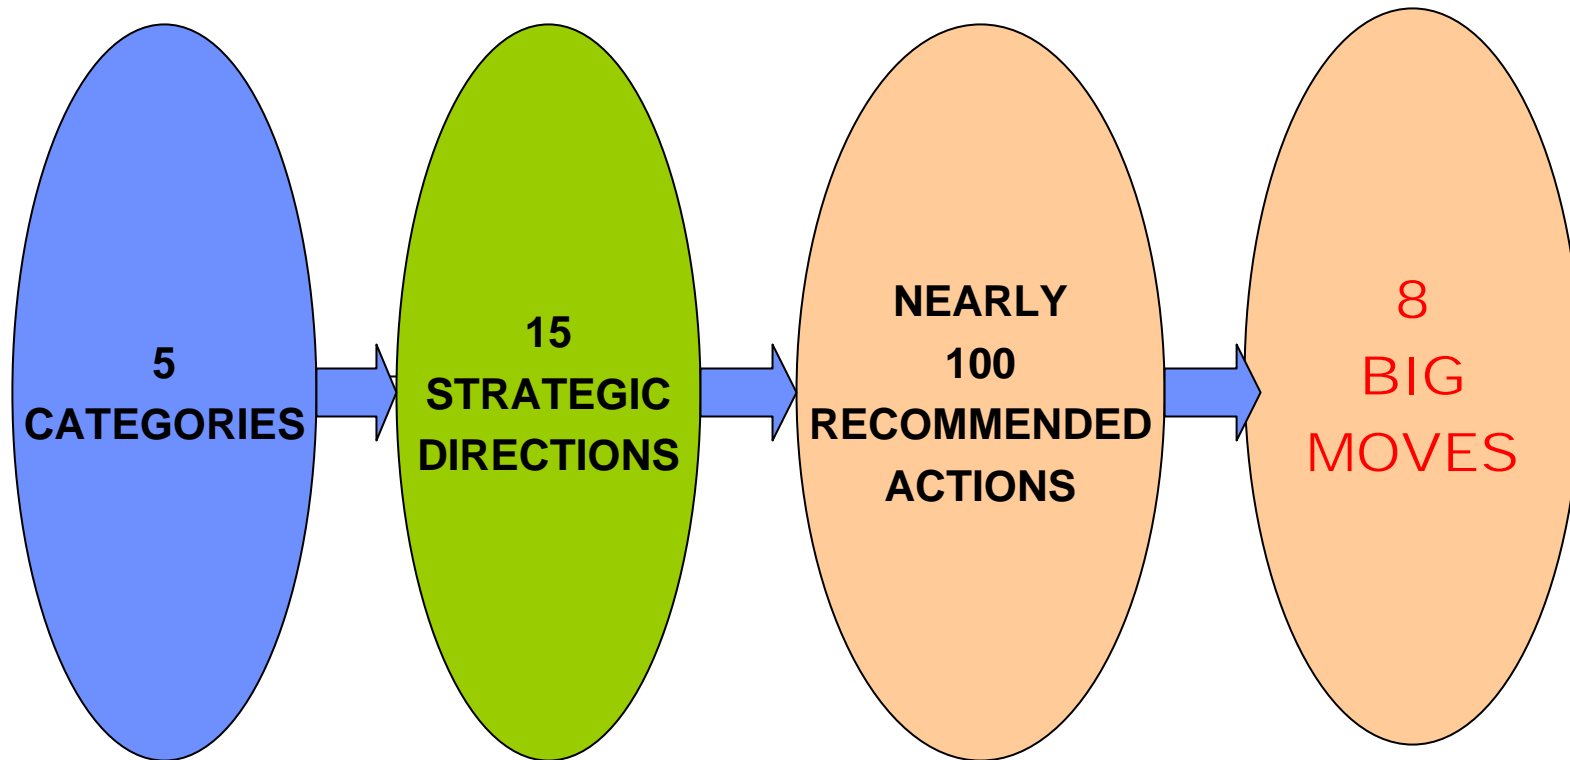 5
CATEGORIES
15
STRATEGIC
DIRECTIONS
NEARLY
100
RECOMMENDED
ACTIONS
8
BIG
MOVES